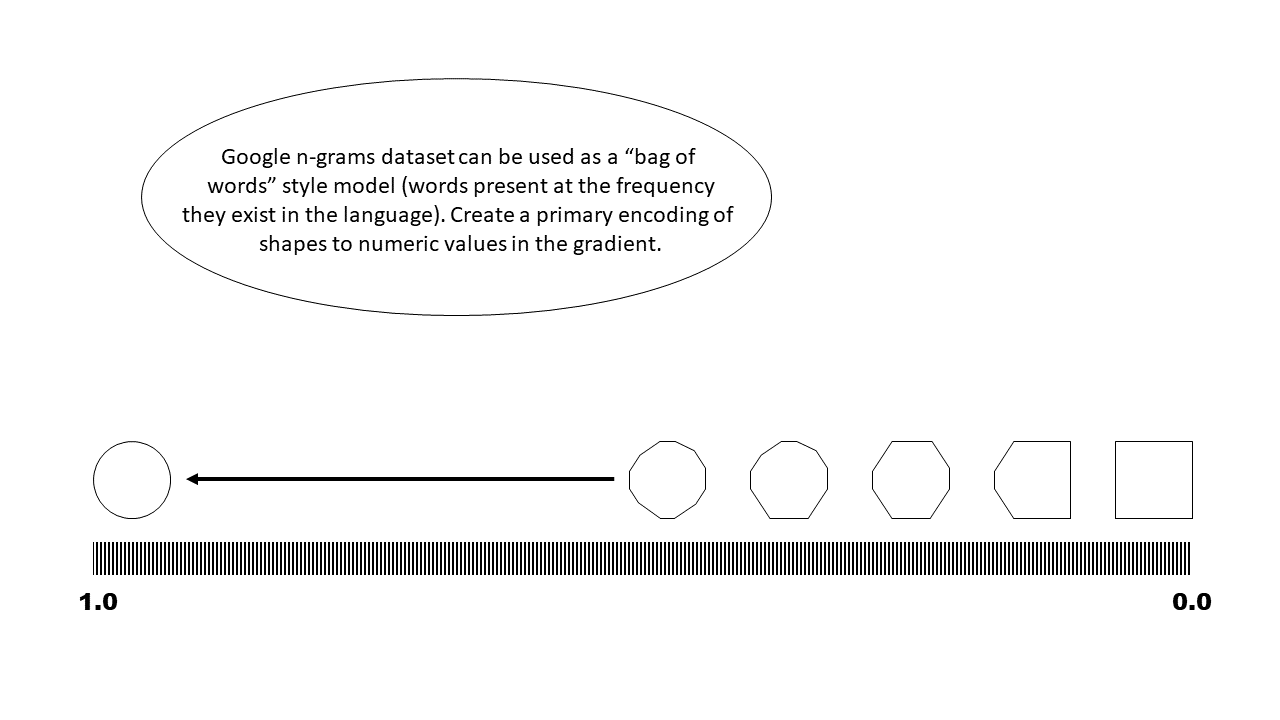 Google n-grams dataset can be used as a “bag of
words” style model (words present at the frequency
they exist in the language). Create a primary encoding of
shapes to numeric values in the gradient.
1.0
0.0